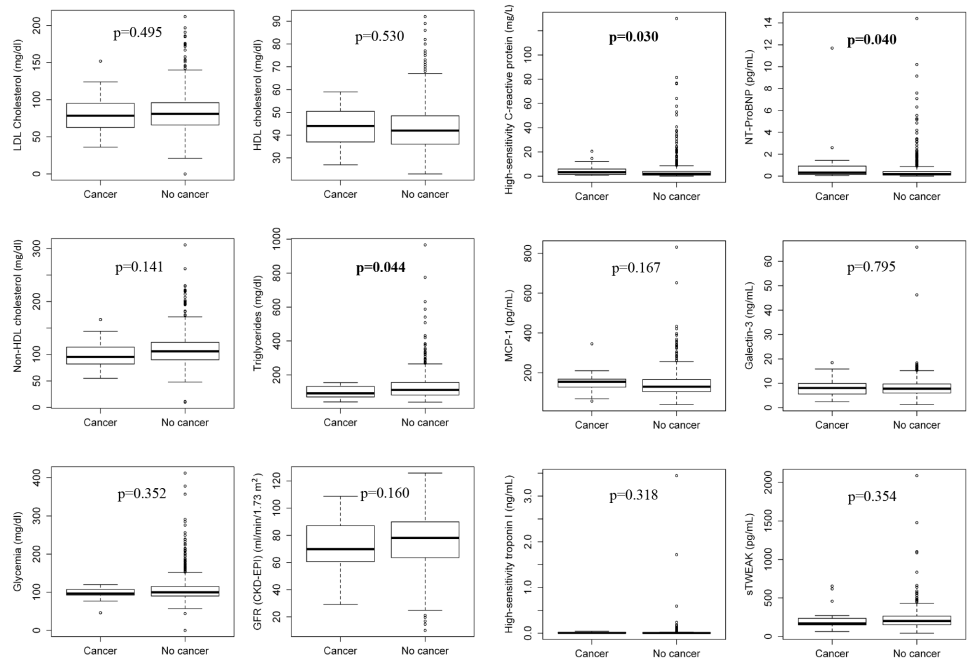 LDL Cholesterol (mg/dl)
200
150
100
50
0
p=0.495
Cancer
No cancer
HDL cholesterol (mg/dl)
90
80
70
60
50
40
30
p=0.530
Cancer
No cancer
High-sensitivity C-reactive protein (mg/L)
120
100
80
60
40
20
0
p=0.030
Cancer
No cancer
NT-ProBNP (pg/mL)
14
12
10
8
6
4
2
0
p=0.040
Cancer
No cancer
Non-HDL cholesterol (mg/dl)
300
250
200
150
100
50
0
p=0.141
Cancer
No cancer
Triglycerides (mg/dl)
1000
800
600
400
200
p=0.044
Cancer
No cancer
MCP-1 (pg/mL)
800
600
400
200
p=0.167
Cancer
No cancer
Galectin-3 (ng/mL)
60
50
40
30
20
10
0
p=0.795
Cancer
No cancer
Glycemia (mg/dl)
400
300
200
100
0
p=0.352
Cancer
No cancer
GFR (CKD-EPI) (ml/min/1.73 m²)
120
100
80
60
40
20
10
p=0.160
Cancer
No cancer
High-sensitivity troponin I (ng/mL)
3.0
2.0
1.0
0.0
p=0.318
Cancer
No cancer
sTWEAK (pg/mL)
2000
1500
1000
500
0
p=0.354
Cancer
No cancer